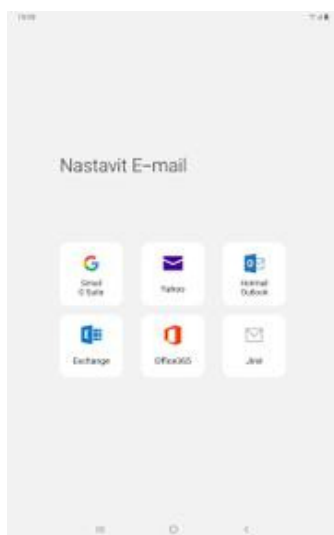 Nastavit E-mail
Gmail
G Suite
Yahoo
Hotmail
Outlook
Exchange
Office365
Jiné